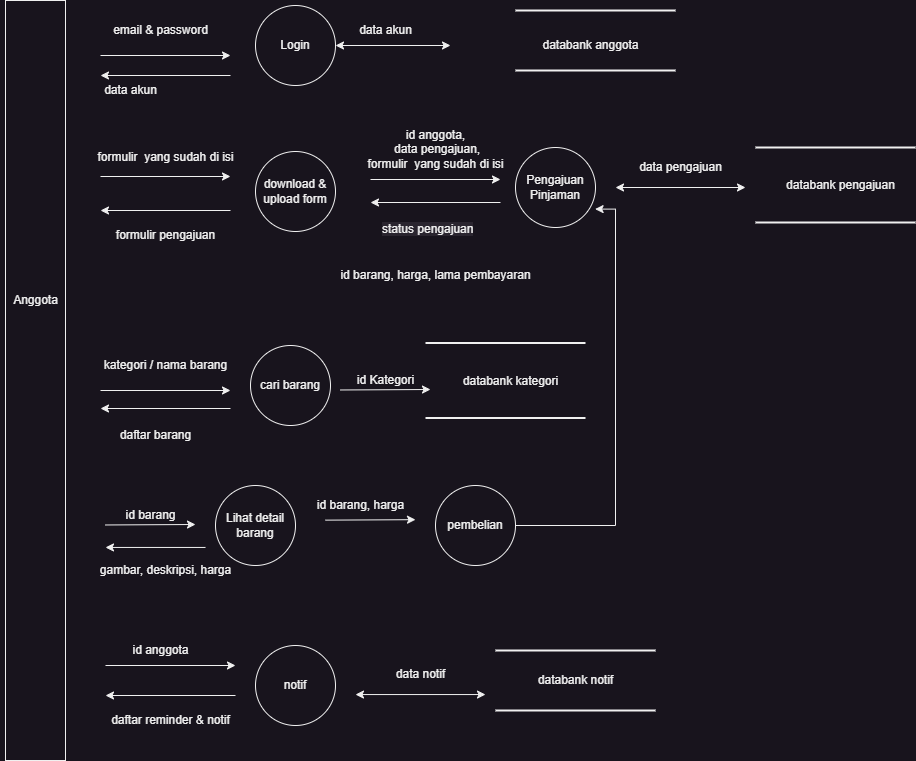 Anggota
email & password
data akun
Login
data akun
databank anggota
formulir yang sudah di isi
formulir pengajuan
download &
upload form
id anggota,
data pengajuan,
formulir yang sudah di isi
status pengajuan
Pengajuan
Pinjaman
data pengajuan
databank pengajuan
id barang, harga, lama pembayaran
kategori / nama barang
daftar barang
cari barang
id Kategori
databank kategori
id barang
gambar, deskripsi, harga
Lihat detail
barang
id barang, harga
pembelian
id anggota
daftar reminder & notif
notif
data notif
databank notif